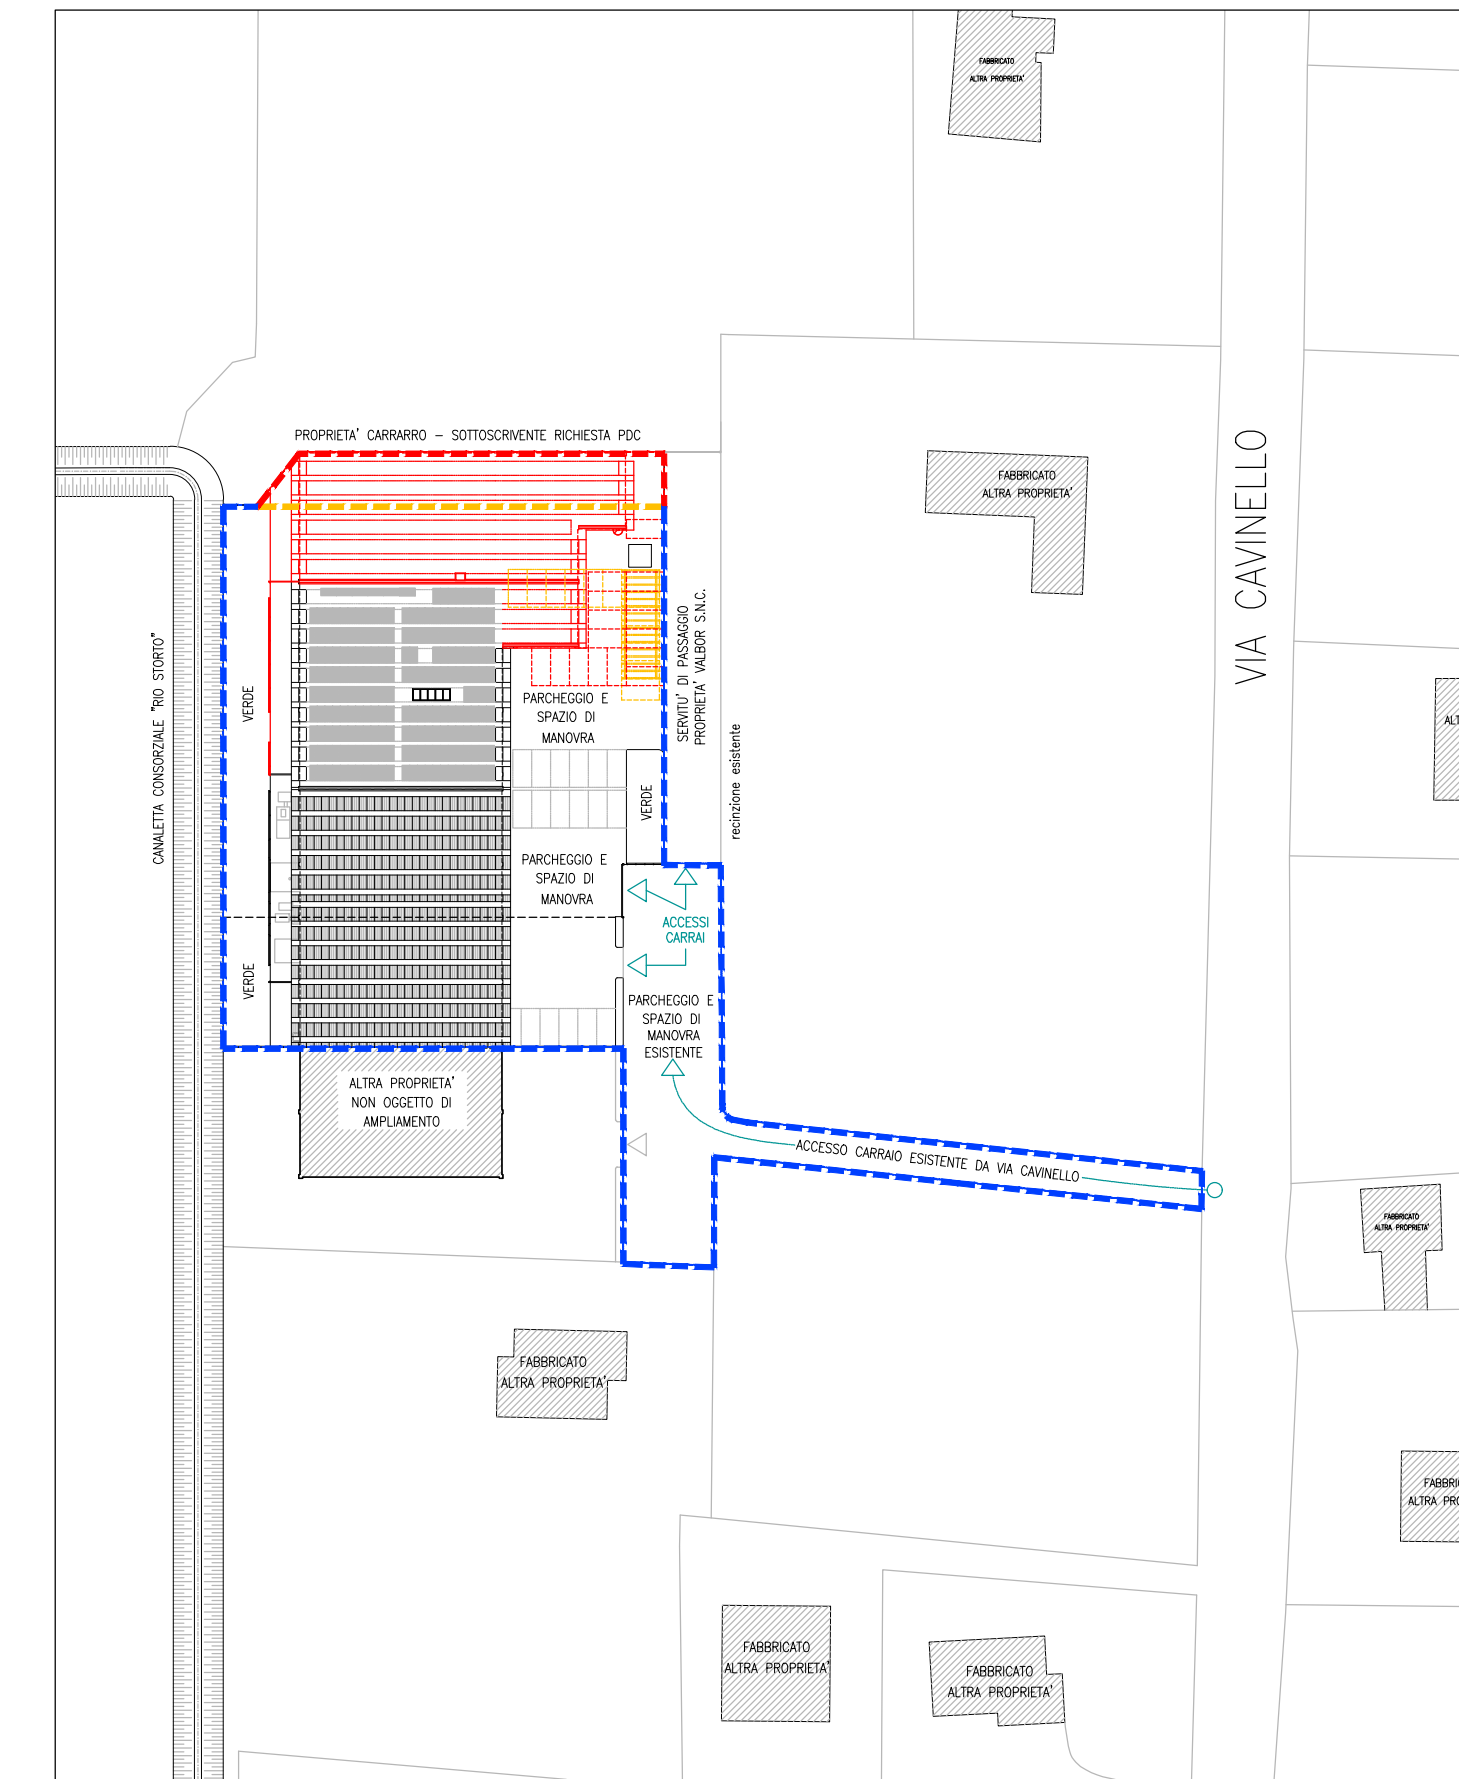 FABBRICATO
ALTRA PROPRIETA'
PROPRIETA' CARRARRO – SOTTOSCRIVENTE RICHIESTA PDC
FABBRICATO
ALTRA PROPRIETA'
VIA CAVINELLO
CANALETTA CONSORZIALE "RIO STORTO"
VERDE
SERVITU' DI PASSAGGIO
PROPRIETA' VALBOR S.N.C.
recinzione esistente
PARCHEGGIO E
SPAZIO DI
MANOVRA
VERDE
PARCHEGGIO E
SPAZIO DI
MANOVRA
ACCESSI
CARRAI
VERDE
PARCHEGGIO E
SPAZIO DI
MANOVRA
ESISTENTE
ALTRA PROPRIETA'
NON OGGETTO DI
AMPLIAMENTO
ACCESSO CARRAIO ESISTENTE DA VIA CAVINELLO
FABBRICATO
ALTRA PROPRIETA'
FABBRICATO
ALTRA PROPRIETA'
FABBRICATO
ALTRA PROPRIETA'
FABBRICATO
ALTRA PROPRIETA'